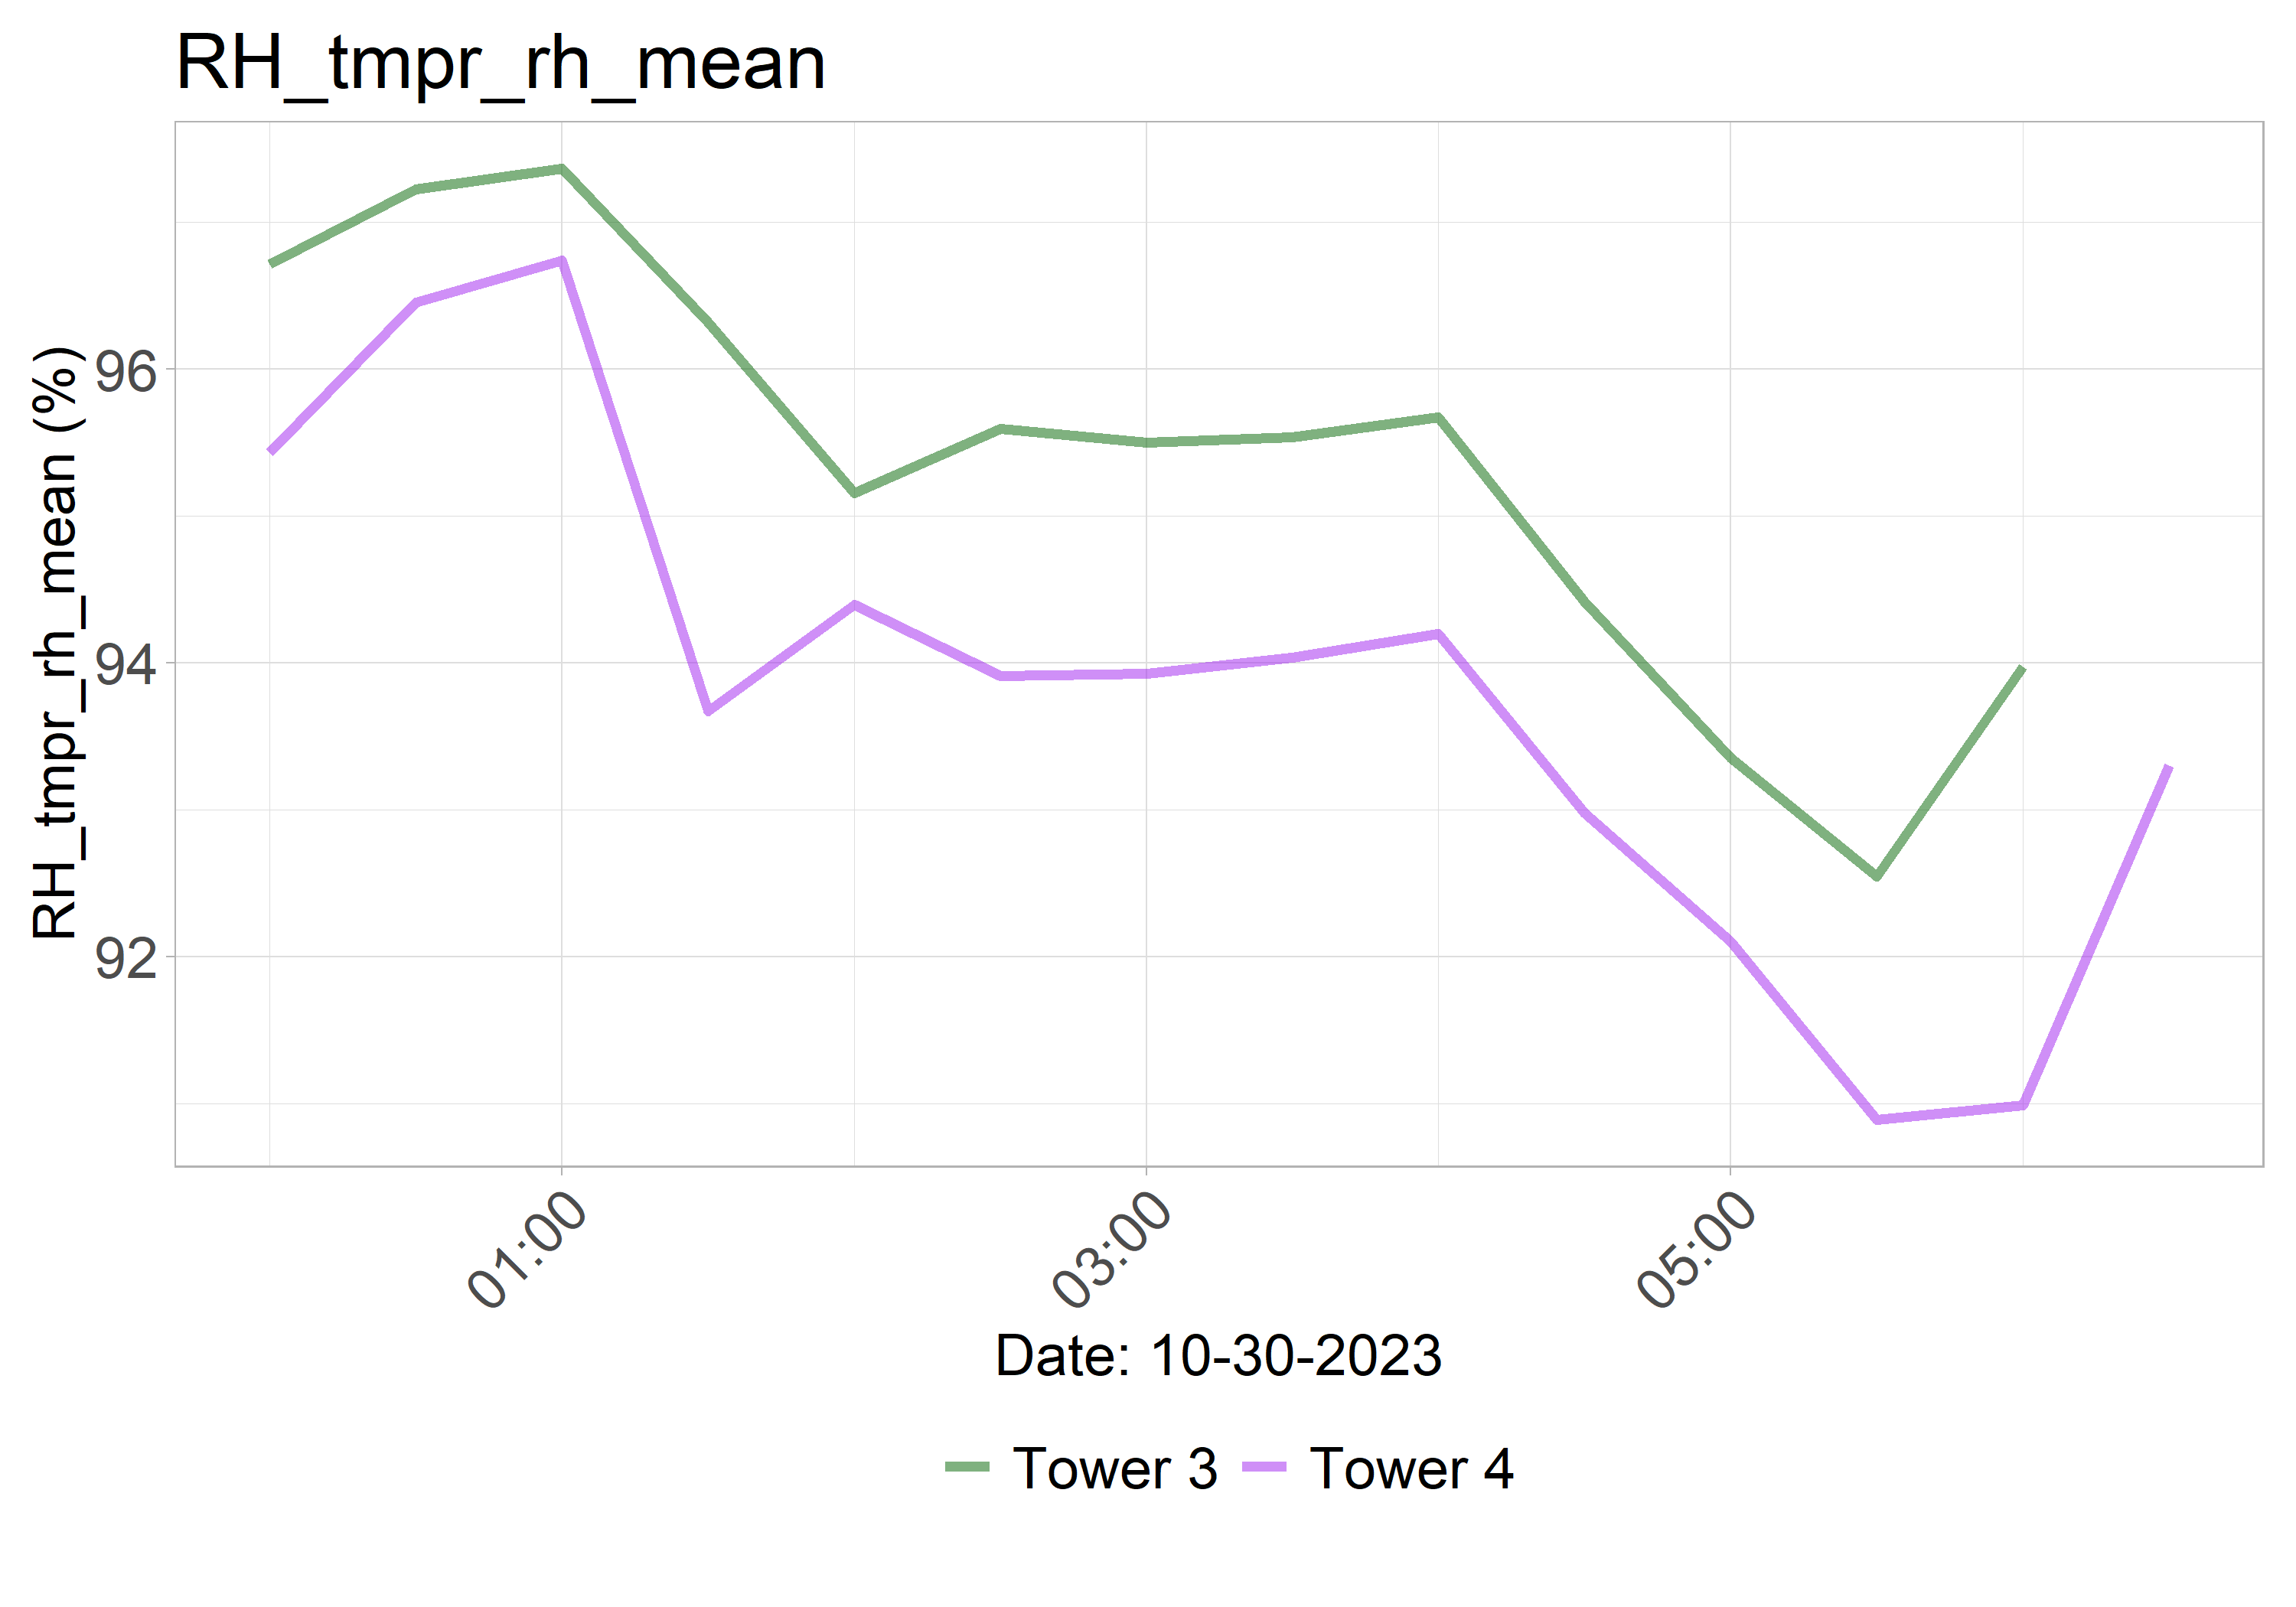 RH_tmpr_rh_mean
RH_tmpr_rh_mean (%)
96
94
92
01:00
03:00
05:00
Date: 10-30-2023
Tower 3
Tower 4